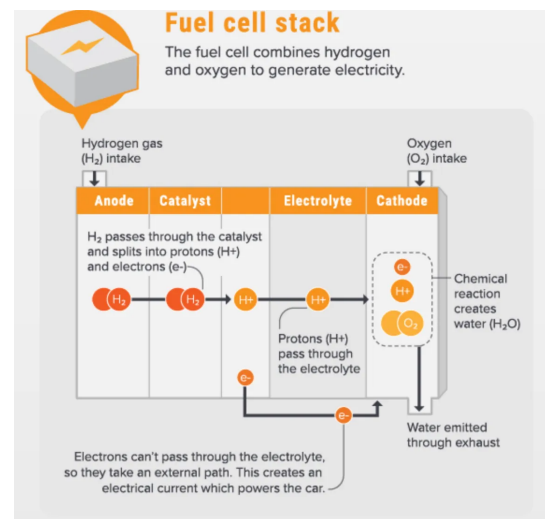 Fuel cell stack
The fuel cell combines hydrogen
and oxygen to generate electricity.
Hydrogen gas
(H₂) intake
Oxygen
(O₂) intake
Anode
Catalyst
Electrolyte
Cathode
H₂ passes through the catalyst
and splits into protons (H+)
and electrons (e-)
H₂
H₂
H+
H+
e-
H+
O₂
Chemical
reaction
creates
water (H₂O)
Protons (H+)
pass through
the electrolyte
e-
e-
Water emitted
through exhaust
Electrons can't pass through the electrolyte,
so they take an external path. This creates an
electrical current which powers the car.